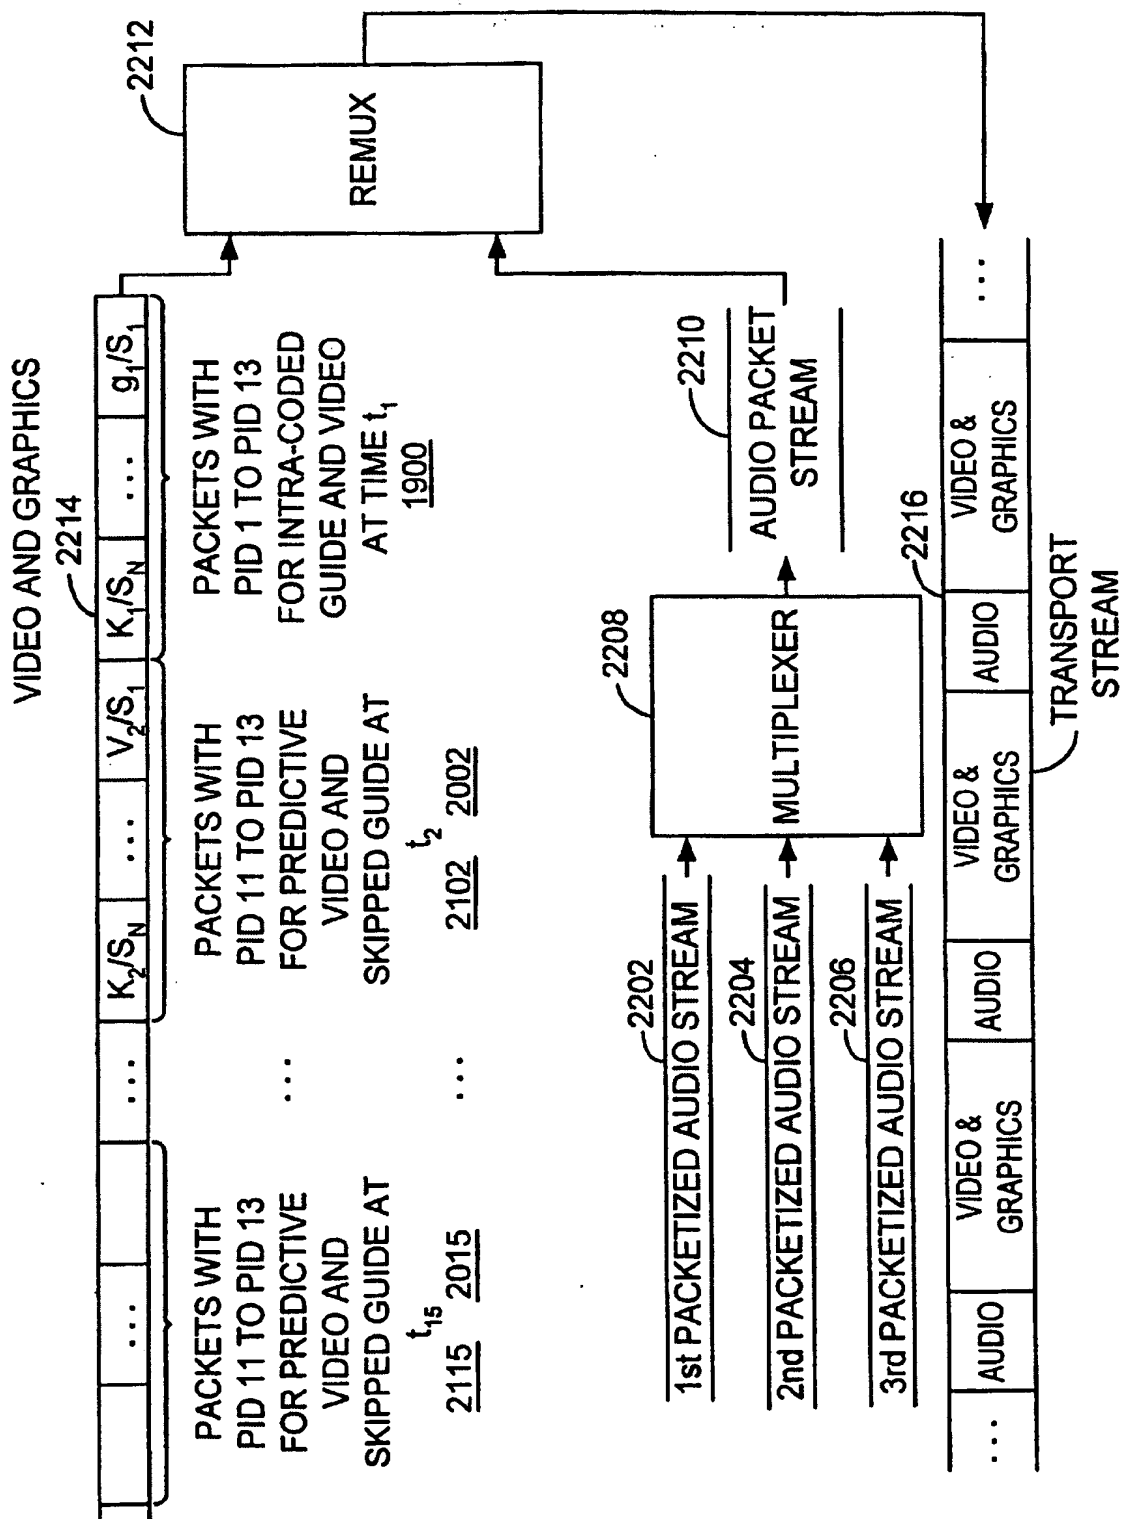 VIDEO AND GRAPHICS
2214
...
K₂/S_N
...
V₂/S₁
K₁/S_N
...
g₁/S₁
...
PACKETS WITH
PID 11 TO PID 13
FOR PREDICTIVE
VIDEO AND
SKIPPED GUIDE AT
t₁₅
2115 2015
...
...
PACKETS WITH
PID 11 TO PID 13
FOR PREDICTIVE
VIDEO AND
SKIPPED GUIDE AT
t₂
2102 2002
PACKETS WITH
PID 1 TO PID 13
FOR INTRA-CODED
GUIDE AND VIDEO
AT TIME t₁
1900
2212
REMUX
2202
1st PACKETIZED AUDIO STREAM
2204
2nd PACKETIZED AUDIO STREAM
2206
3rd PACKETIZED AUDIO STREAM
2208
MULTIPLEXER
2210
AUDIO PACKET
STREAM
2216
...
AUDIO
VIDEO &
GRAPHICS
AUDIO
VIDEO &
GRAPHICS
AUDIO
VIDEO &
GRAPHICS
...
TRANSPORT
STREAM